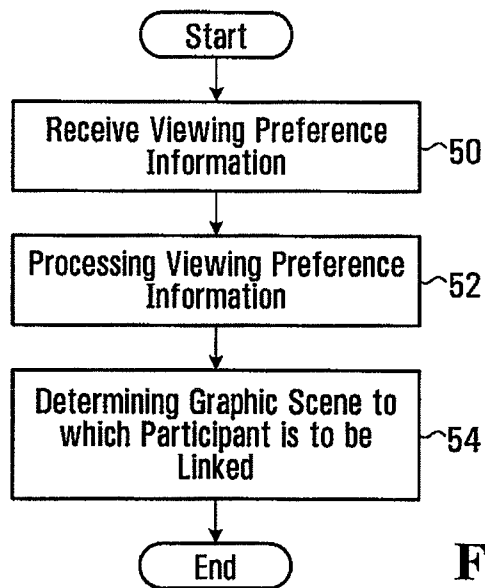 Start
Receive Viewing Preference
Information
50
Processing Viewing Preference
Information
52
Determining Graphic Scene to
which Participant is to be
Linked
54
End
F